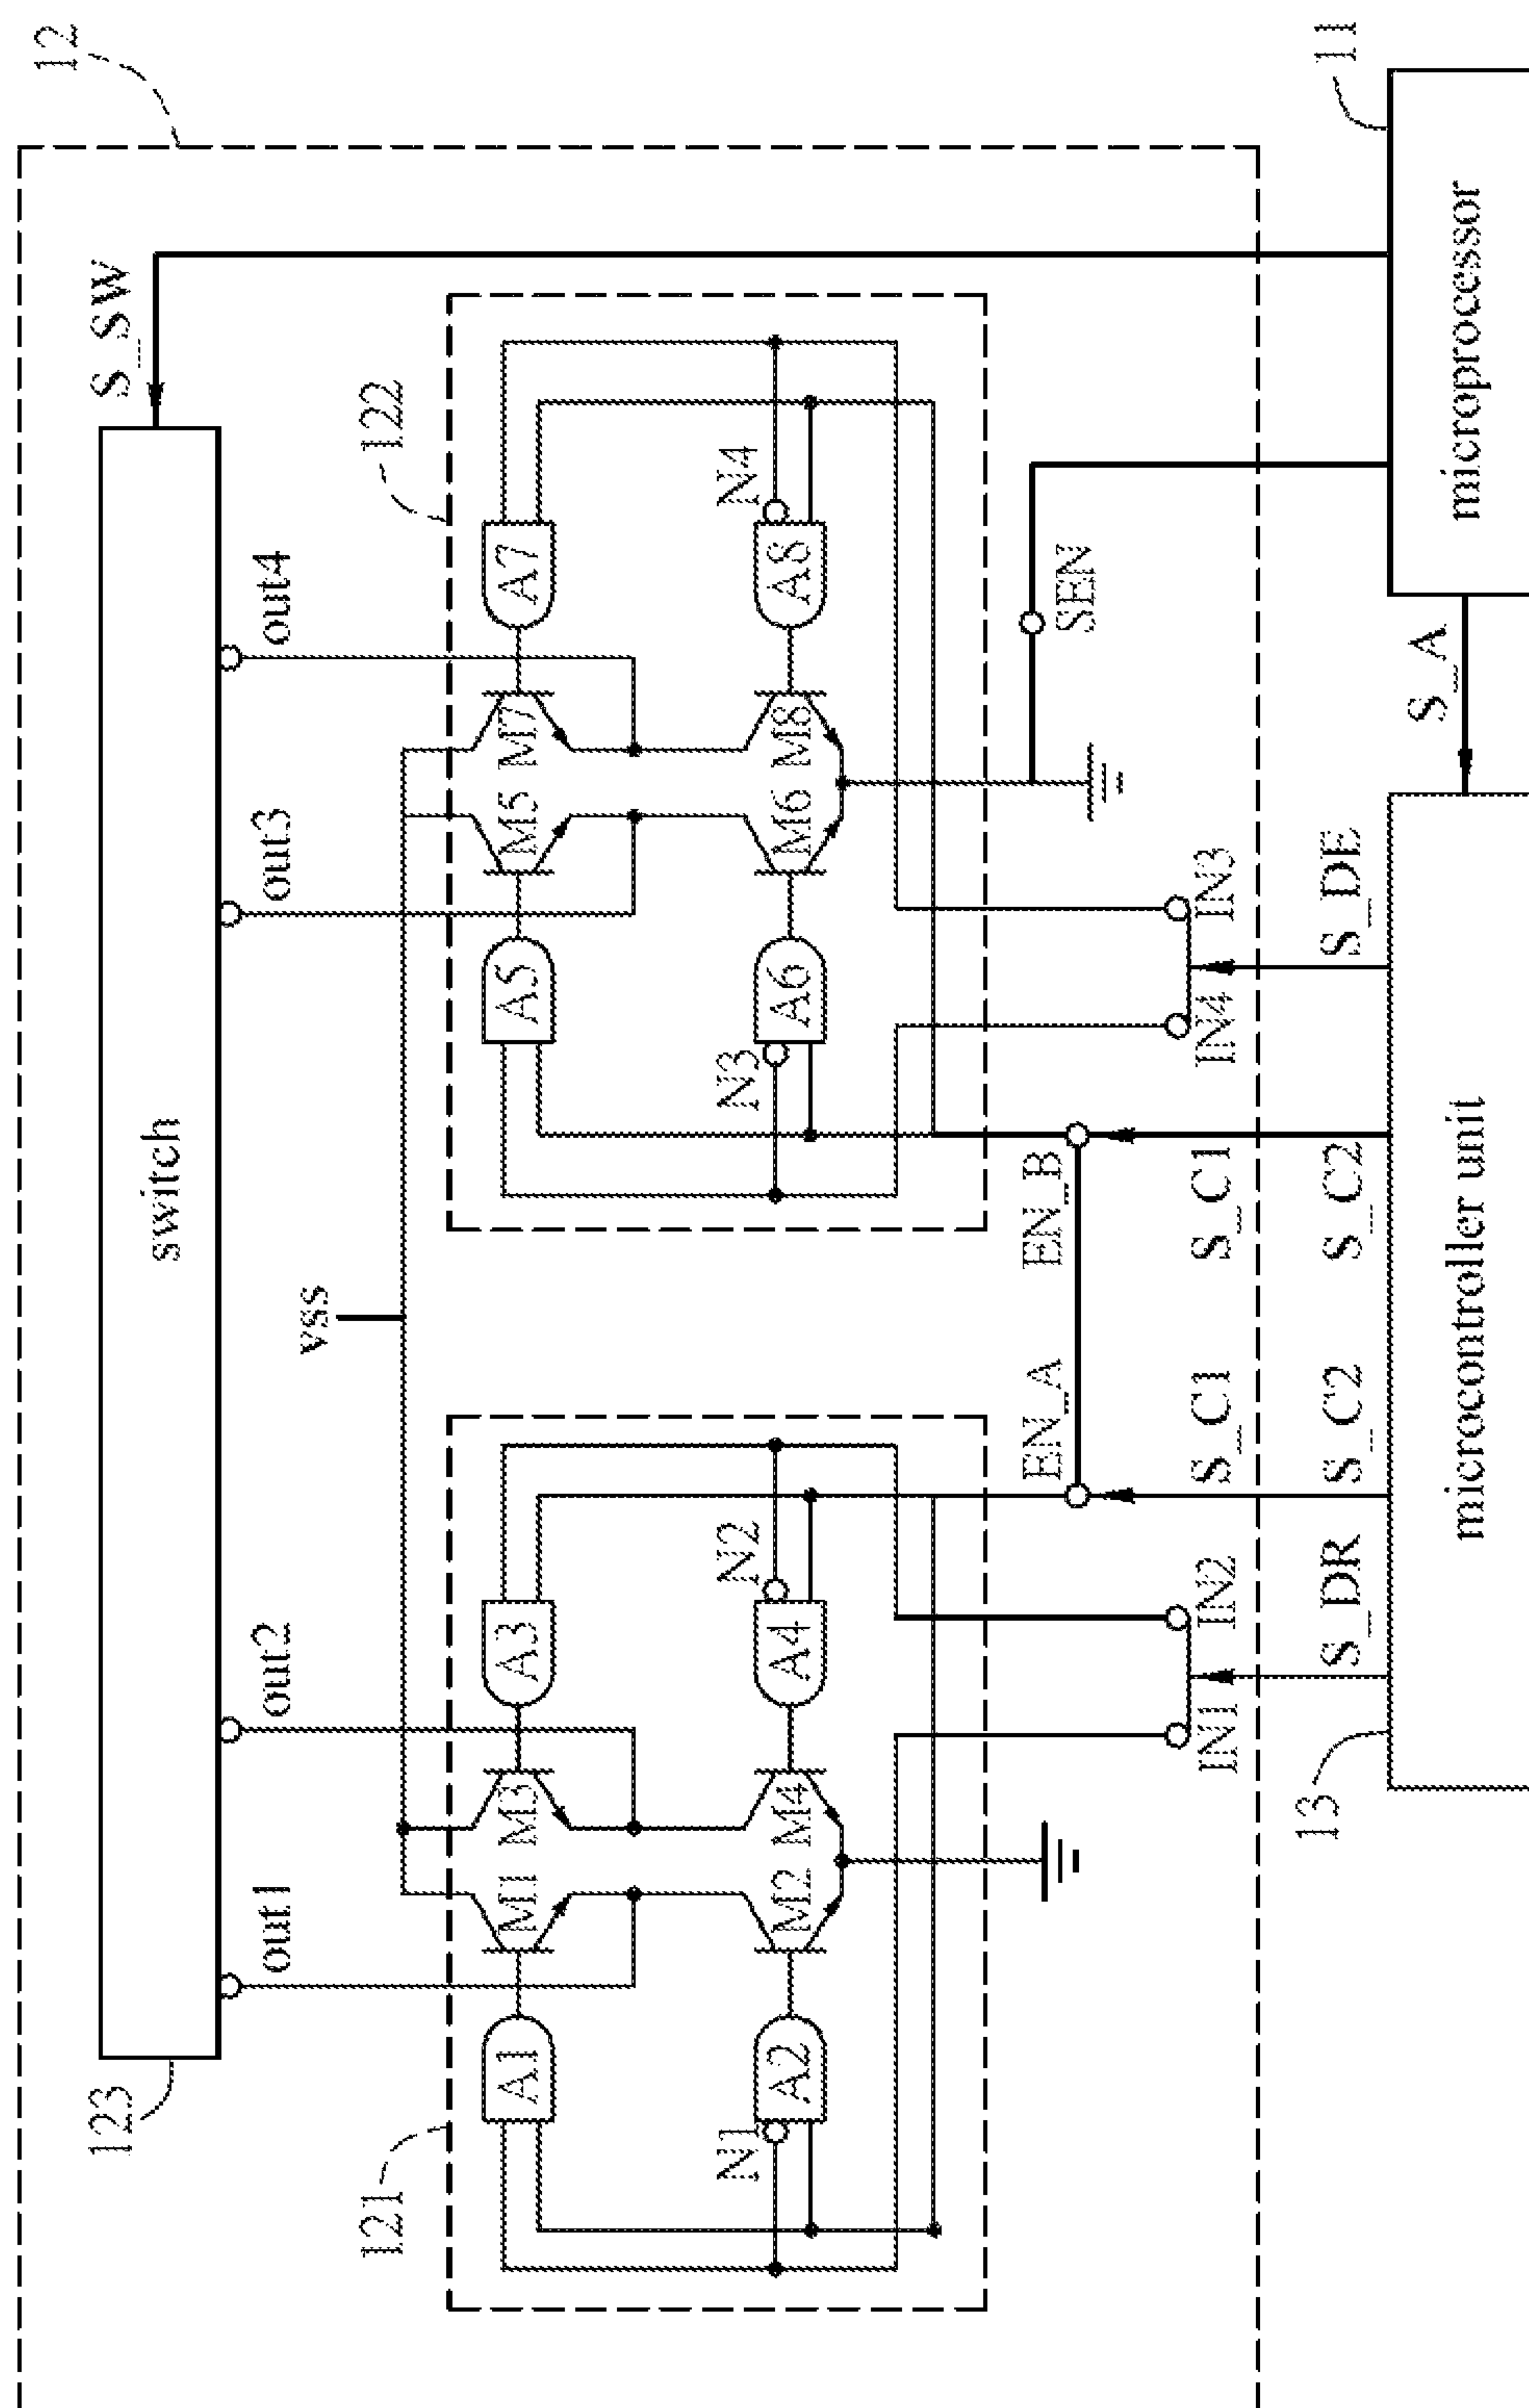 12
S_SW
123
switch
out1
out2
out3
out4
vss
121
122
A1
M1
M3
A3
A5
M5
M7
A7
N1
A2
M2
M4
A4
N2
N3
A6
M6
M8
A8
N4
EN_A
EN_B
SEN
IN1
IN2
IN4
IN3
S_C1
S_C1
S_DR
S_C2
S_C2
S_DE
13
11
S_A
microcontroller unit
microprocessor